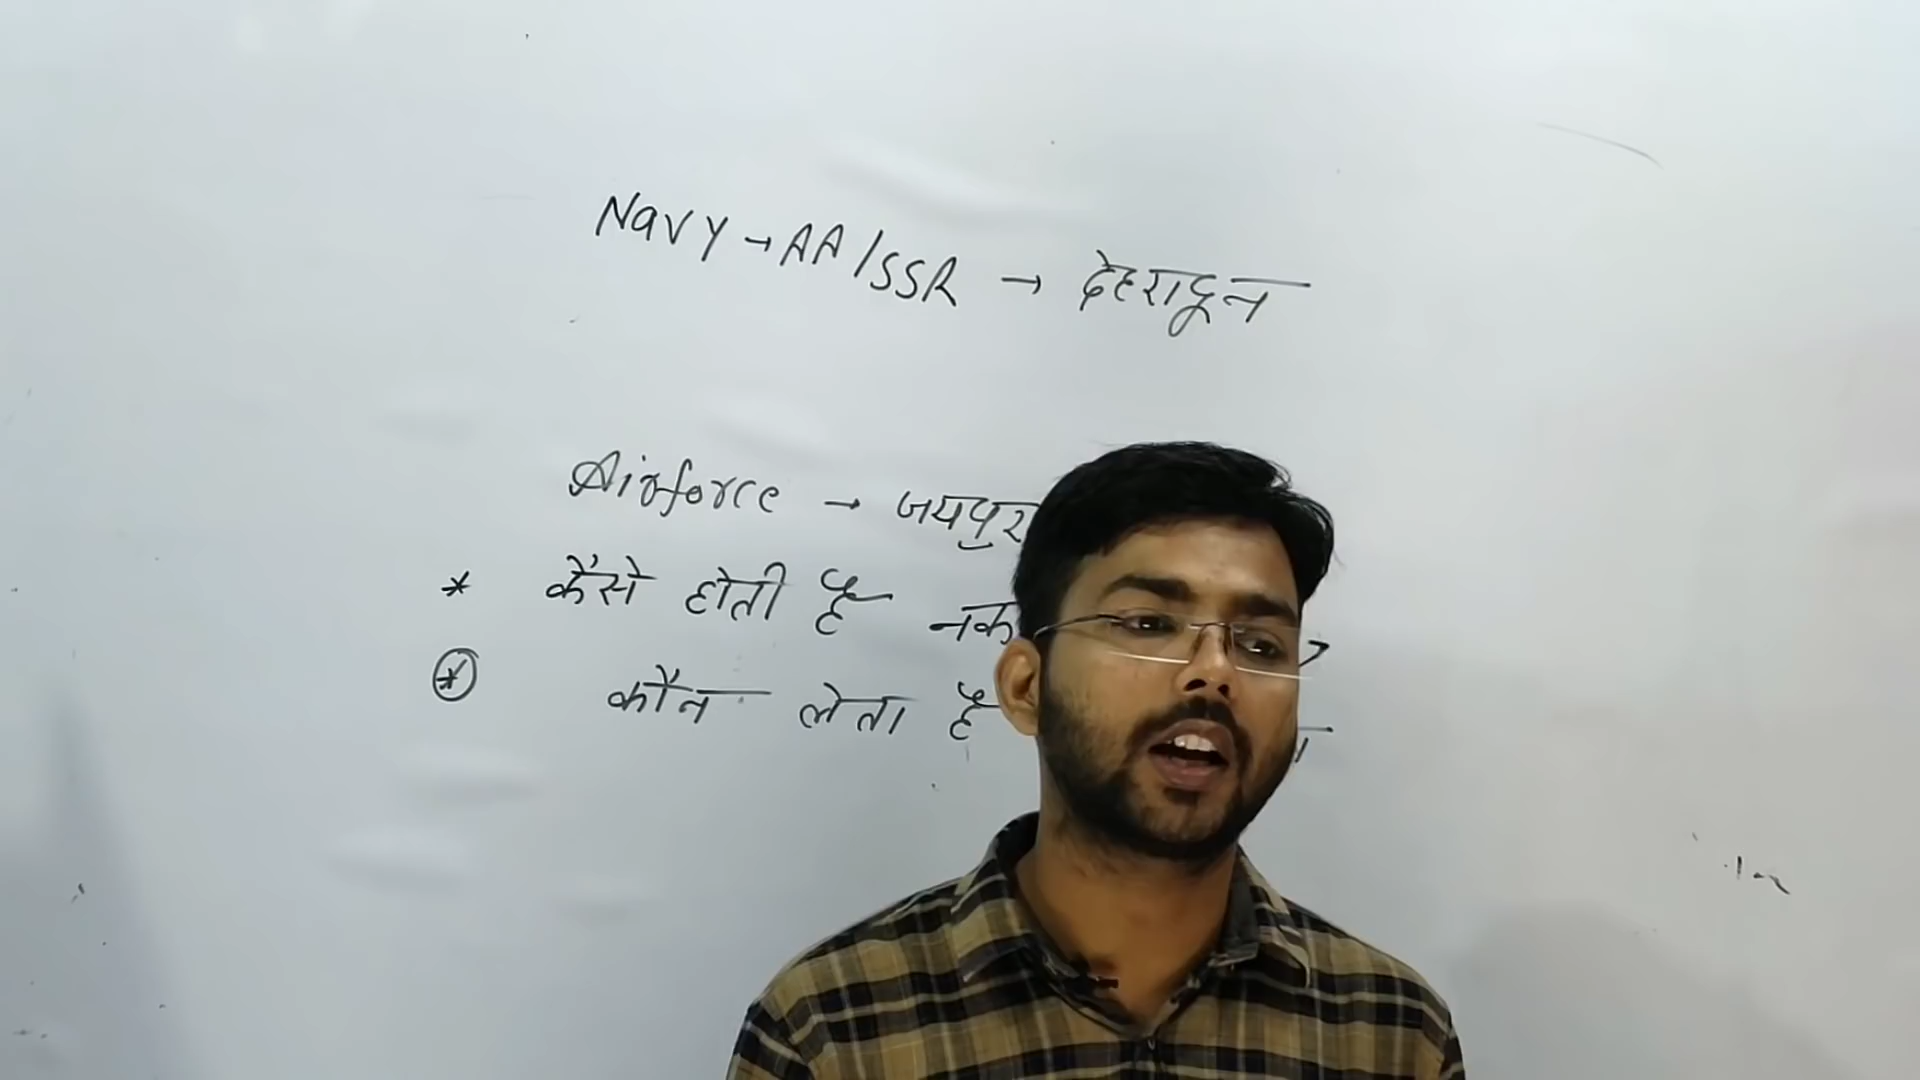 Navy → AA/SSR → देहरादून
Airforce → जयपुर
* कैसे होती है नक
* कौन लेता है